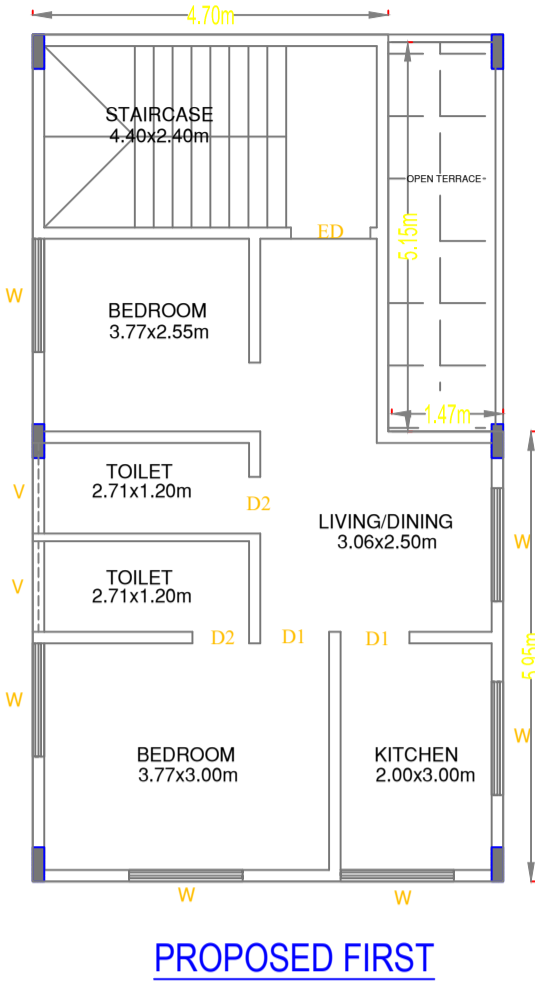 4.70m
STAIRCASE
4.40x2.40m
OPEN TERRACE
5.15m
ED
W
BEDROOM
3.77x2.55m
1.47m
TOILET
2.71x1.20m
V
D2
LIVING/DINING
3.06x2.50m
W
TOILET
2.71x1.20m
V
D2
D1
D1
5.95m
W
W
BEDROOM
3.77x3.00m
KITCHEN
2.00x3.00m
W
W
PROPOSED FIRST